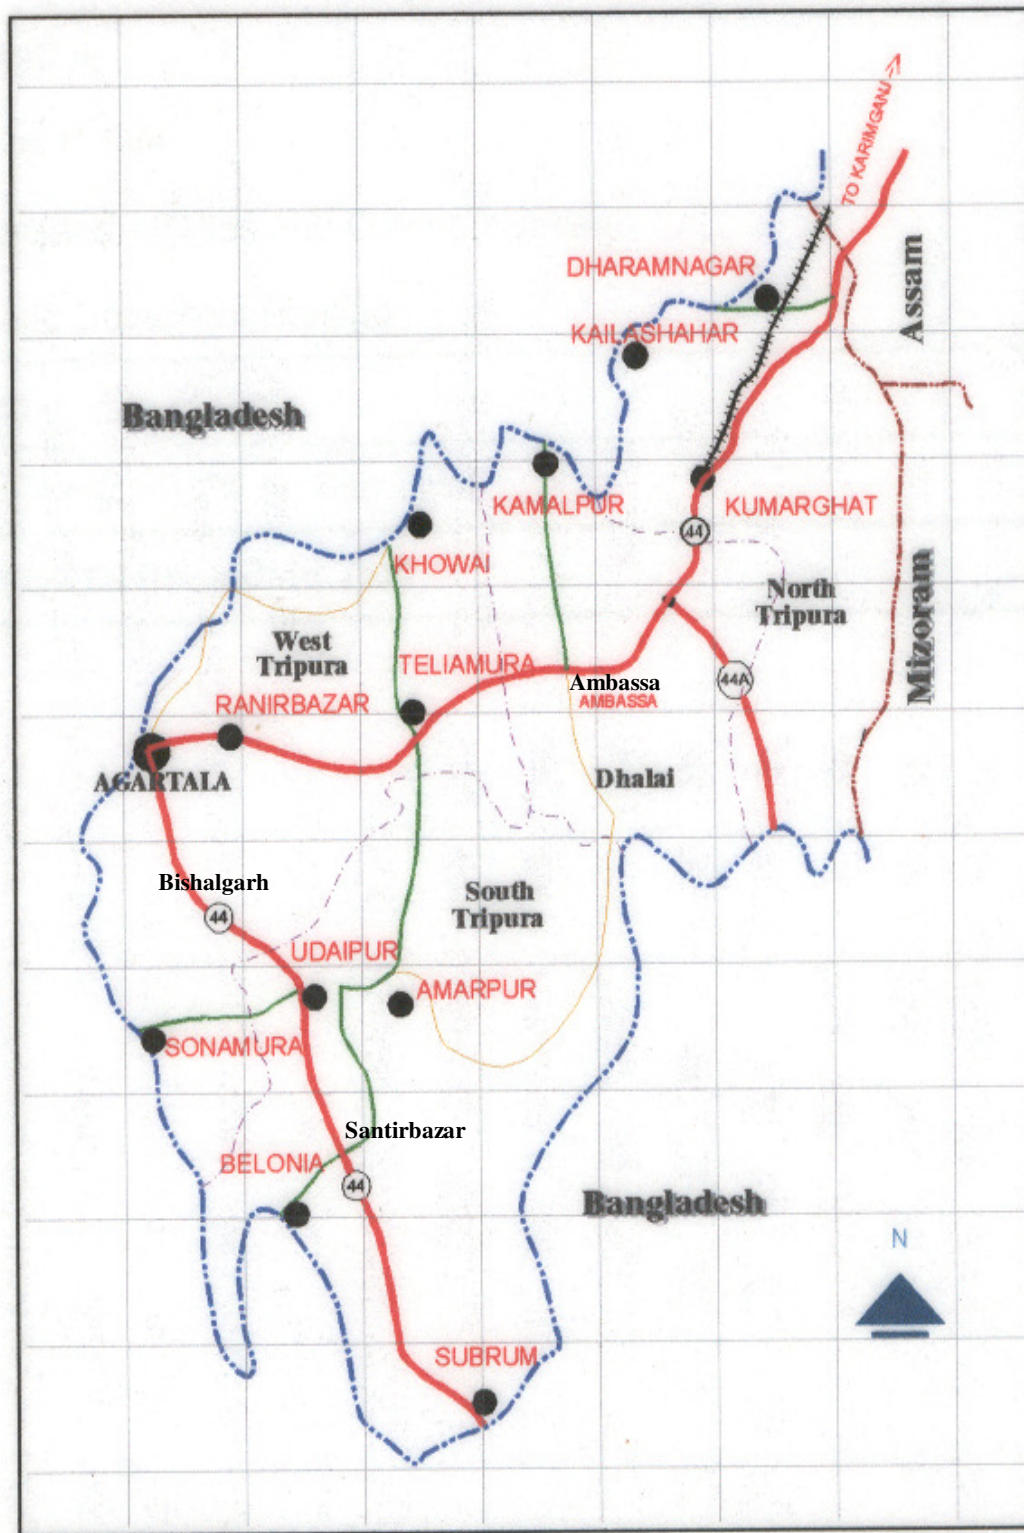 TO KARIMGANJ ->
DHARAMNAGAR
Assam
KAILASHAHAR
Bangladesh
KAMALPUR
KUMARGHAT
44
KHOWAI
North
Tripura
Mizoram
West
Tripura
TELIAMURA
Ambassa
AMBASSA
44A
RANIRBAZAR
AGARTALA
Dhalai
Bishalgarh
44
South
Tripura
UDAIPUR
AMARPUR
SONAMURA
Santirbazar
BELONIA
44
Bangladesh
N
SUBRUM